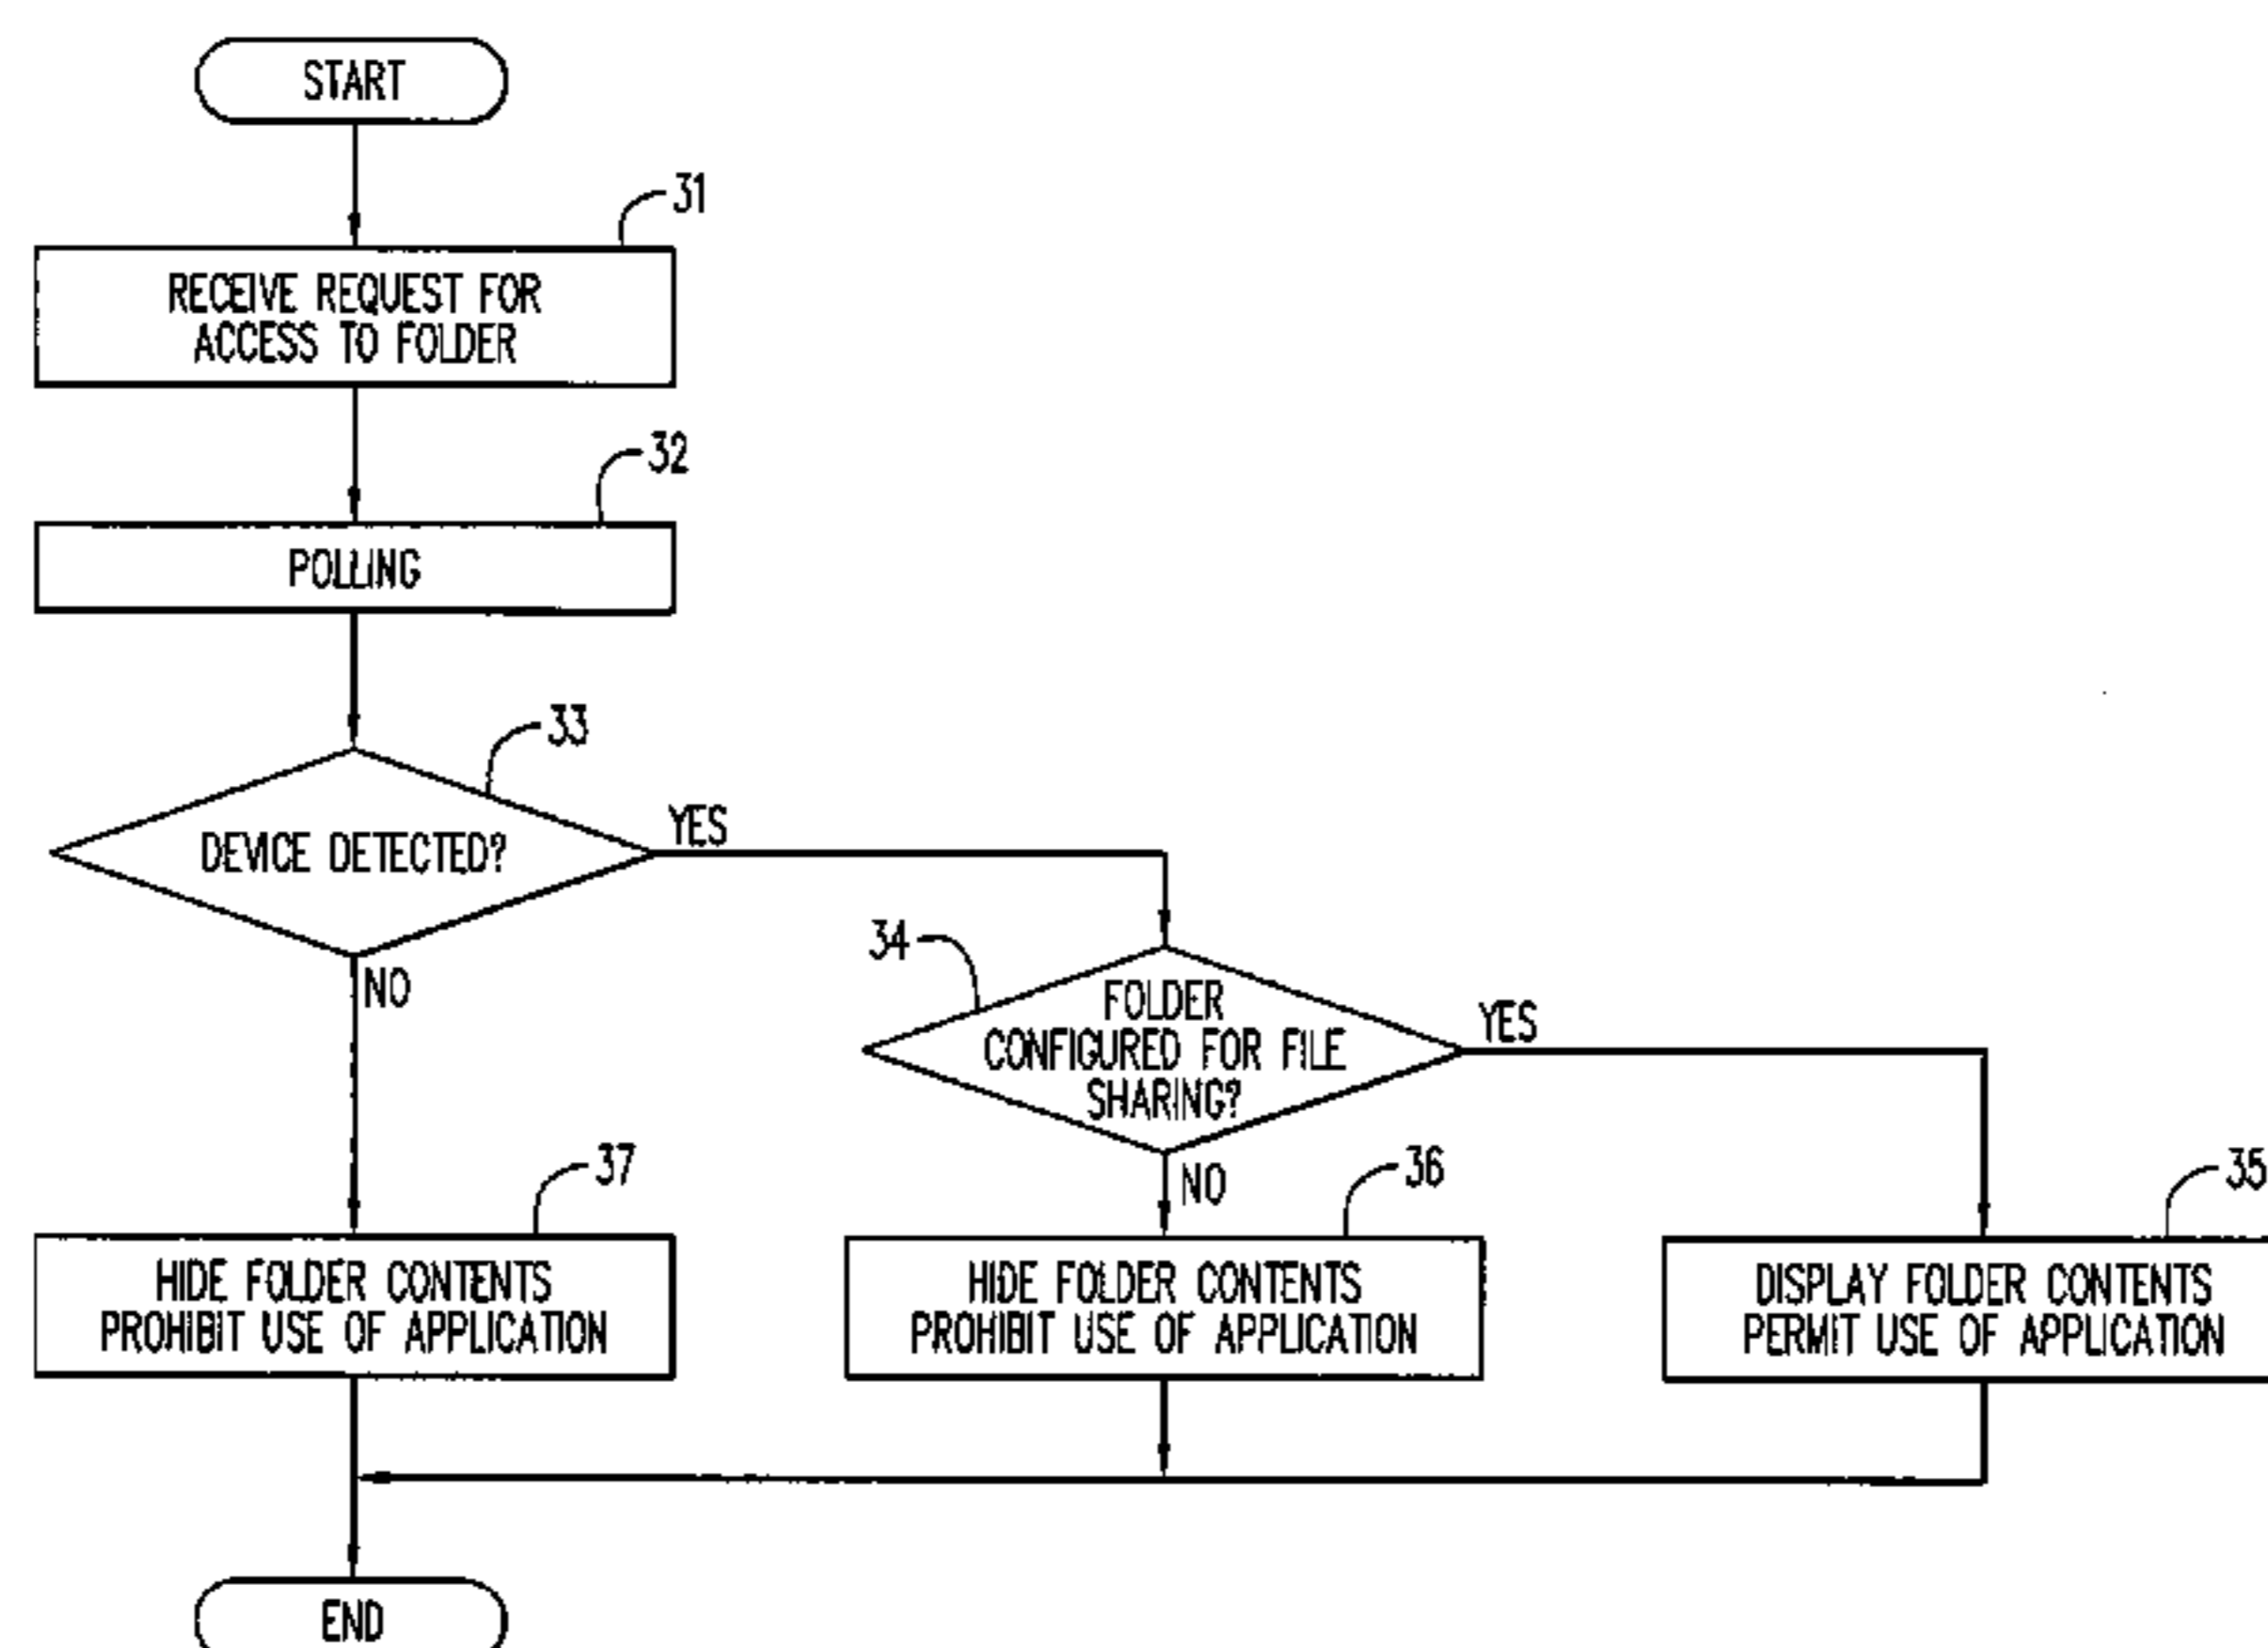 START
31
RECEIVE REQUEST FOR
ACCESS TO FOLDER
32
POLLING
33
DEVICE DETECTED?
YES
NO
34
FOLDER
CONFIGURED FOR FILE
SHARING?
YES
NO
37
HIDE FOLDER CONTENTS
PROHIBIT USE OF APPLICATION
36
HIDE FOLDER CONTENTS
PROHIBIT USE OF APPLICATION
35
DISPLAY FOLDER CONTENTS
PERMIT USE OF APPLICATION
END